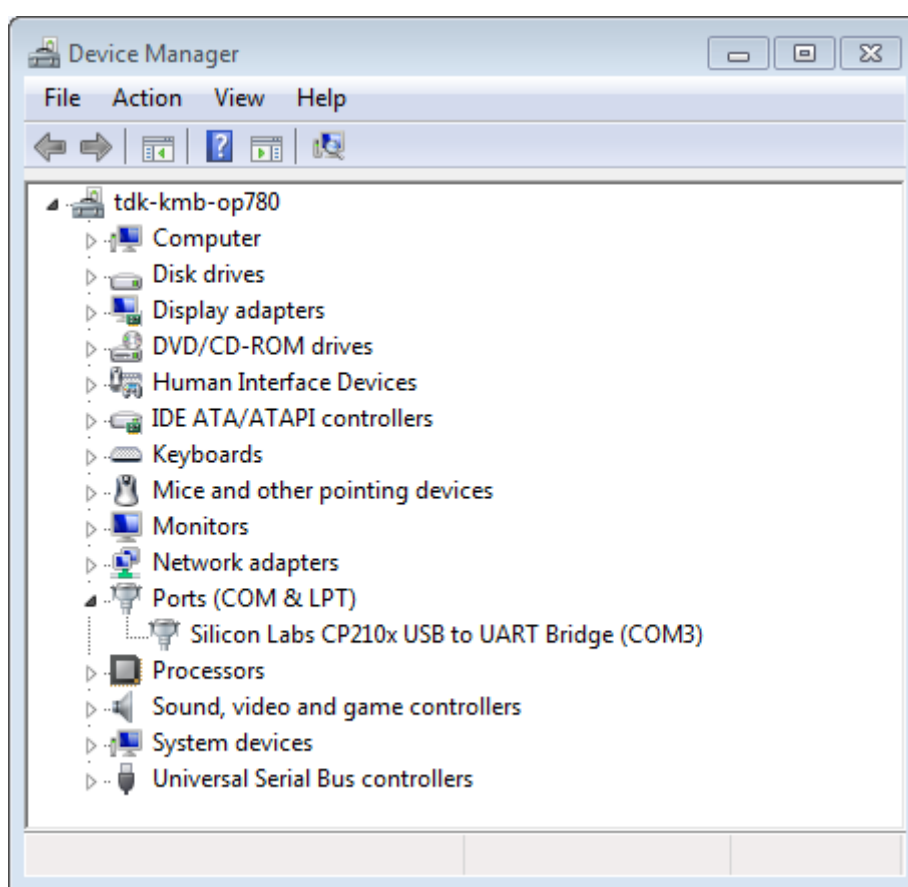 Device Manager
File Action View Help
tdk-kmb-op780
Computer
Disk drives
Display adapters
DVD/CD-ROM drives
Human Interface Devices
IDE ATA/ATAPI controllers
Keyboards
Mice and other pointing devices
Monitors
Network adapters
Ports (COM & LPT)
Silicon Labs CP210x USB to UART Bridge (COM3)
Processors
Sound, video and game controllers
System devices
Universal Serial Bus controllers